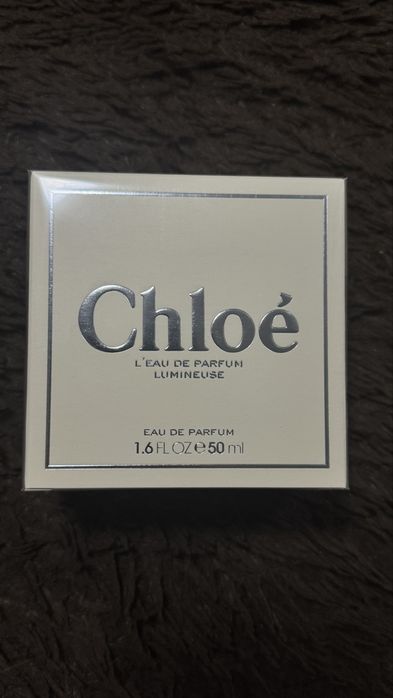 Chloé
L'EAU DE PARFUM
LUMINEUSE
EAU DE PARFUM
1.6 FL OZ ℮ 50 ml